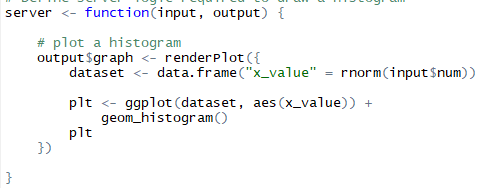 # Define server logic required to draw a histogram
server <- function(input, output) {
# plot a histogram
output$graph <- renderPlot({
dataset <- data.frame("x_value" = rnorm(input$num))
plt <- ggplot(dataset, aes(x_value)) +
geom_histogram()
plt
})
}